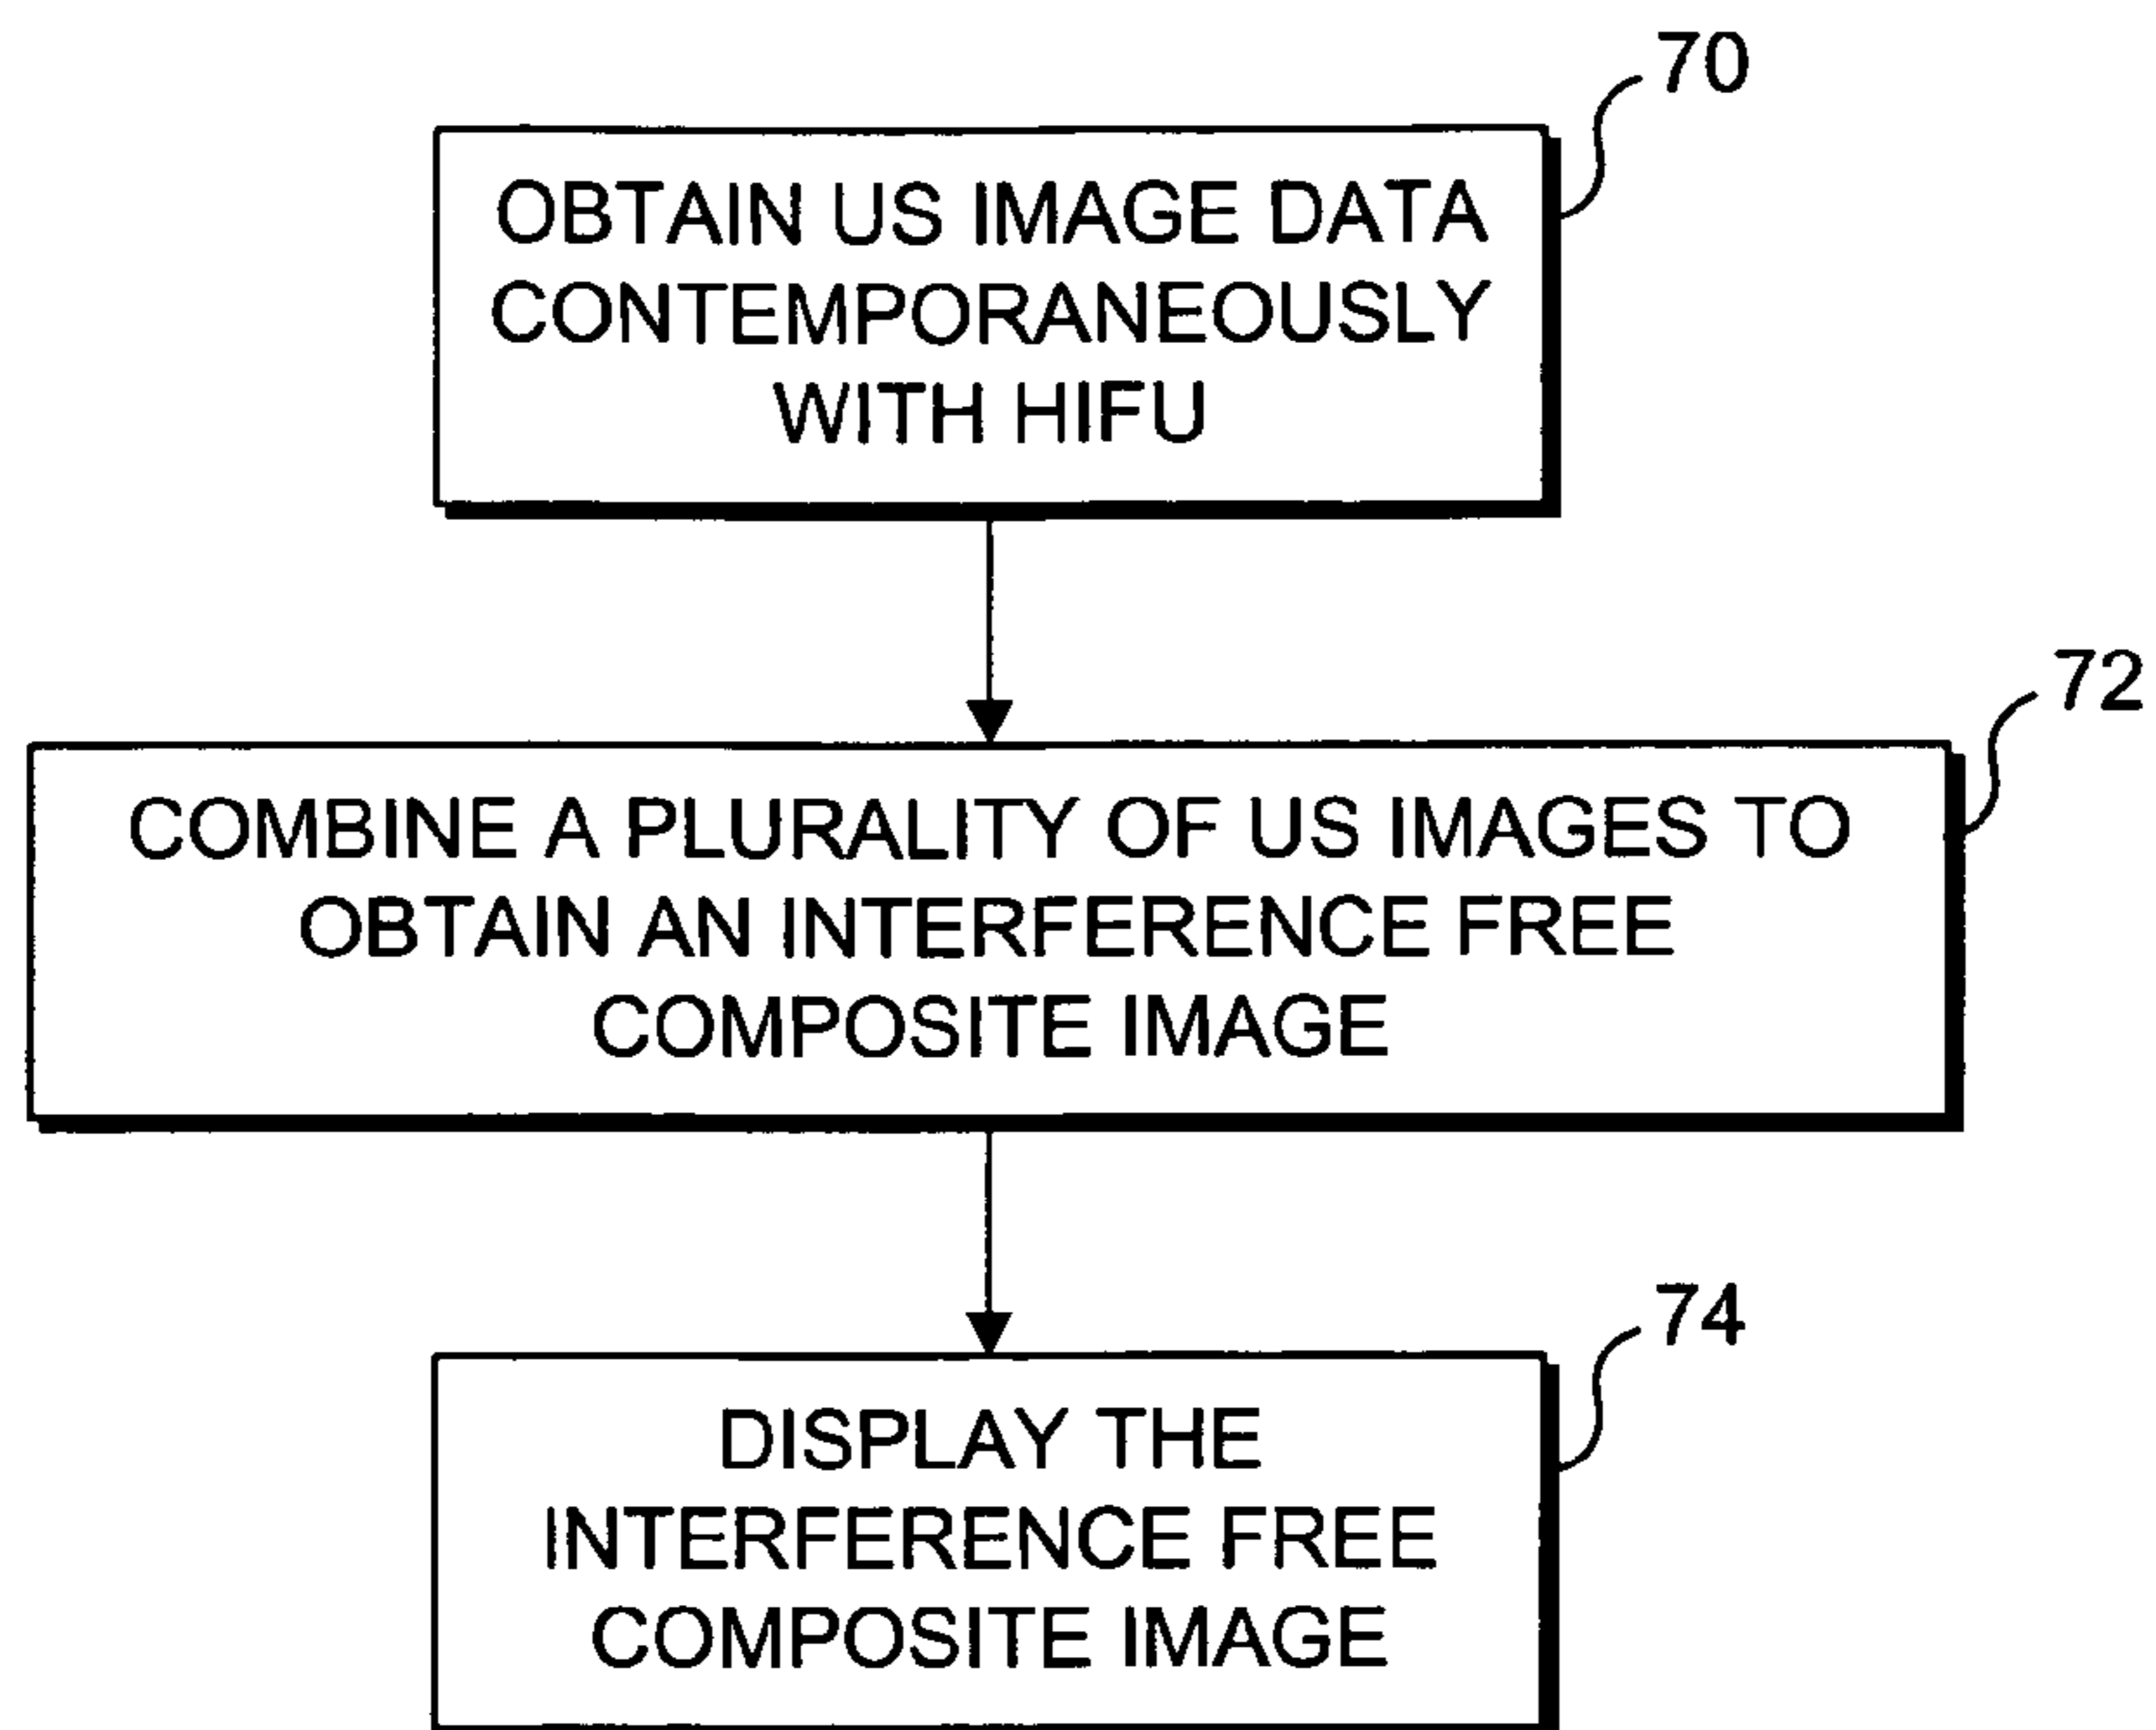 70
OBTAIN US IMAGE DATA
CONTEMPORANEOUSLY
WITH HIFU
72
COMBINE A PLURALITY OF US IMAGES TO
OBTAIN AN INTERFERENCE FREE
COMPOSITE IMAGE
74
DISPLAY THE
INTERFERENCE FREE
COMPOSITE IMAGE